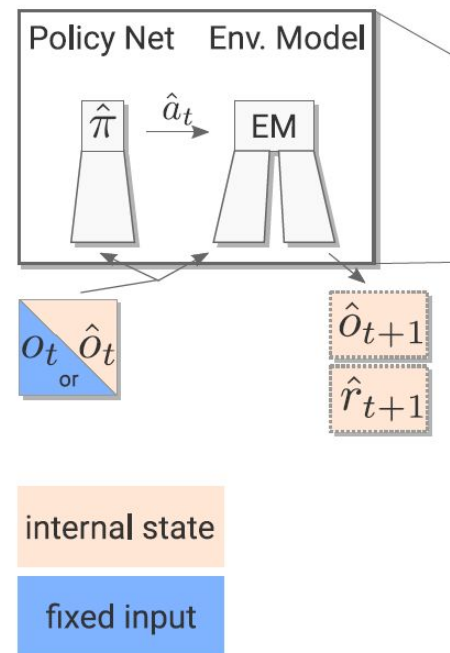 Policy Net Env. Model
π̂ â_t EM
o_t ô_t
or
ô_{t+1}
r̂_{t+1}
internal state
fixed input